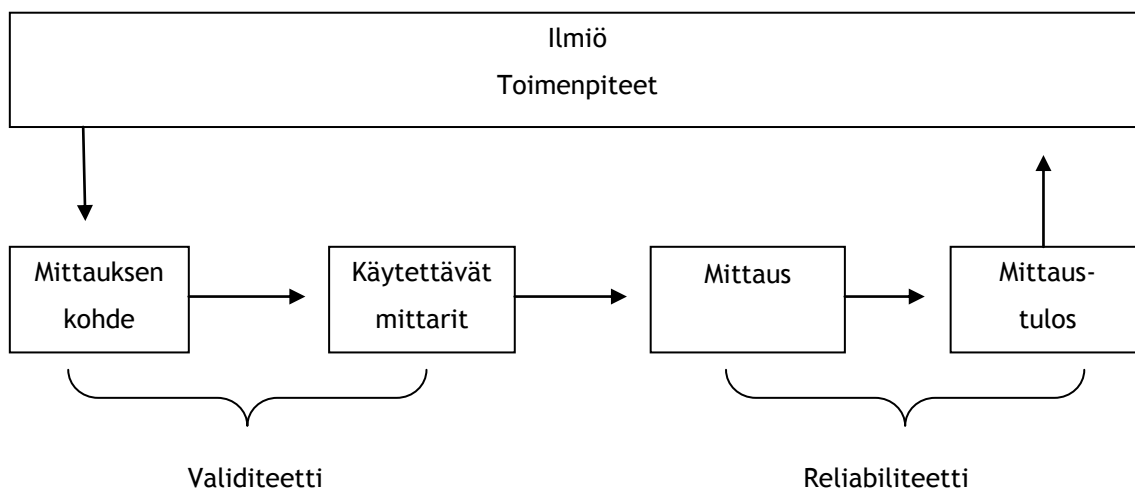 Ilmiö
Toimenpiteet
Mittauksen
kohde
Käytettävät
mittarit
Mittaus
Mittaus-
tulos
Validiteetti
Reliabiliteetti